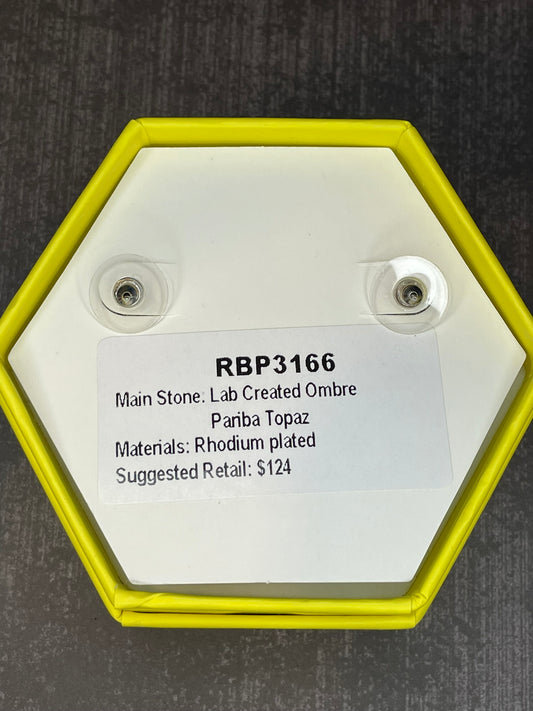 RBP3166
Main Stone: Lab Created Ombre
Pariba Topaz
Materials: Rhodium plated
Suggested Retail: $124